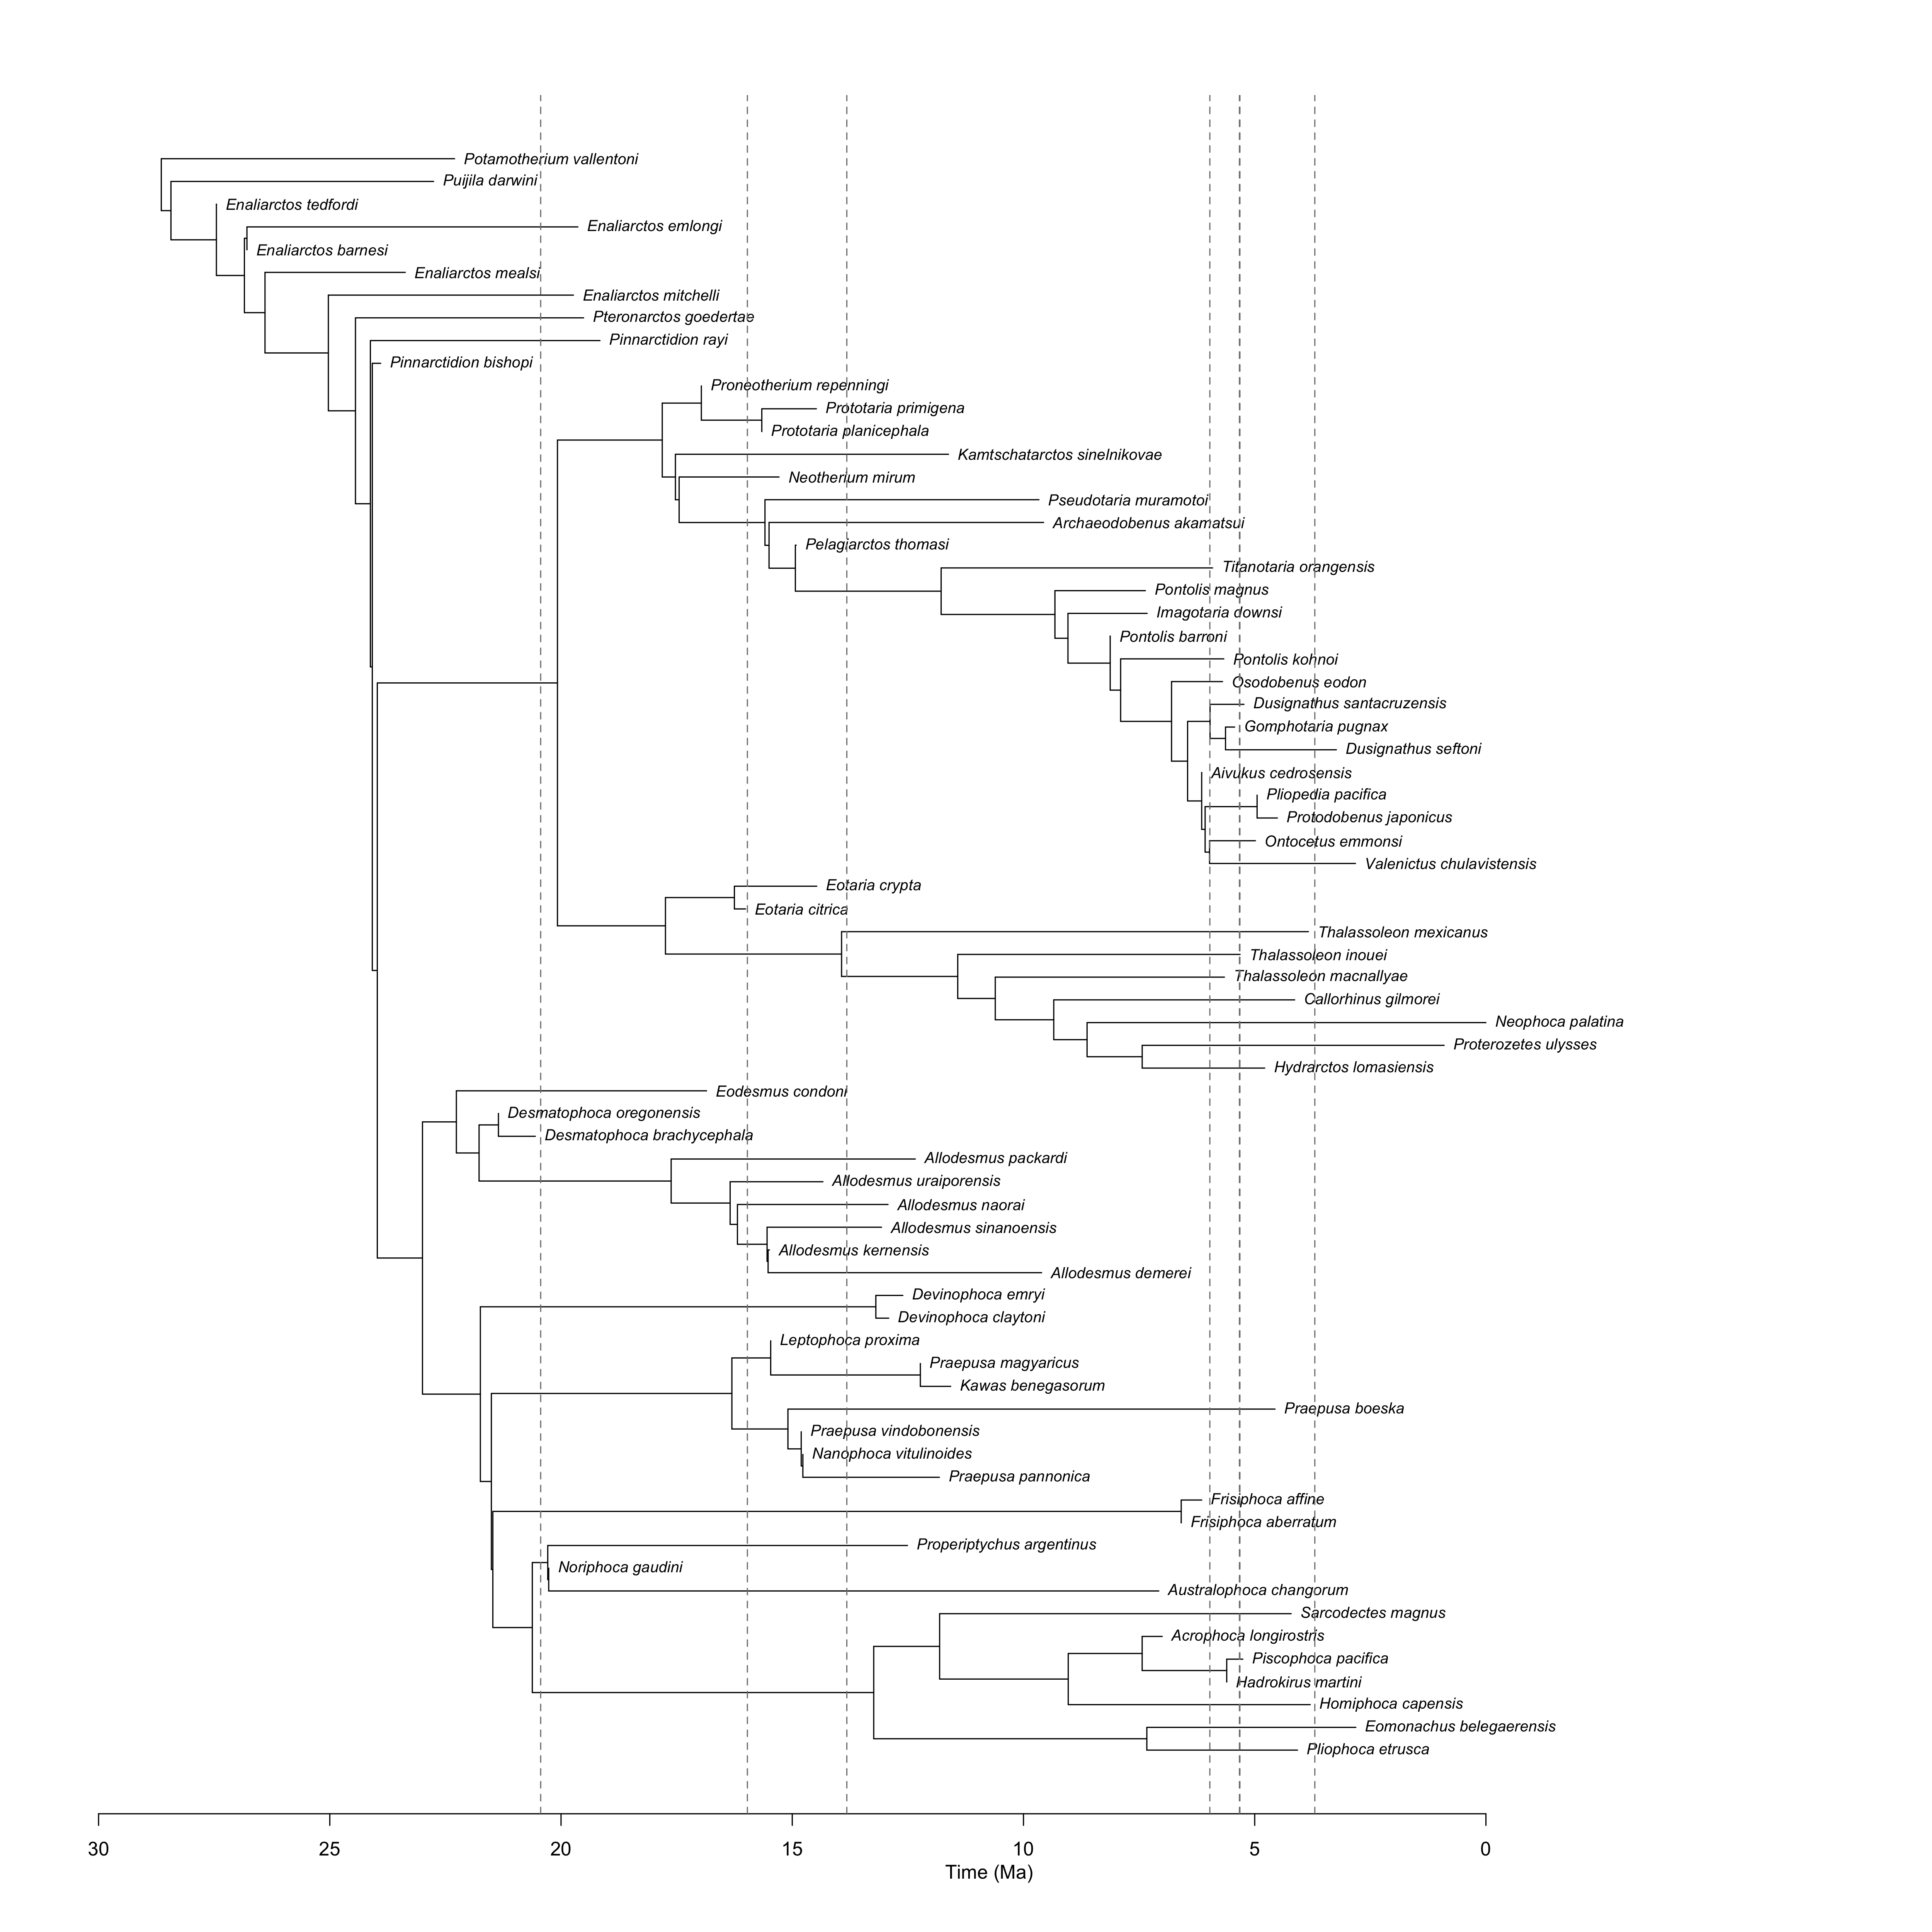 Potamotherium vallentoni
Puijila darwini
Enaliarctos tedfordi
Enaliarctos emlongi
Enaliarctos barnesi
Enaliarctos mealsi
Enaliarctos mitchelli
Pteronarctos goedertae
Pinnarctidion rayi
Pinnarctidion bishopi
Proneotherium repenningi
Prototaria primigena
Prototaria planicephala
Kamtschatarctos sinelnikovae
Neotherium mirum
Pseudotaria muramotoi
Archaeodobenus akamatsui
Pelagiarctos thomasi
Titanotaria orangensis
Pontolis magnus
Imagotaria downsi
Pontolis barroni
Pontolis kohnoi
Osodobenus eodon
Dusignathus santacruzensis
Gomphotaria pugnax
Dusignathus seftoni
Aivukus cedrosensis
Pliopedia pacifica
Protodobenus japonicus
Ontocetus emmonsi
Valenictus chulavistensis
Eotaria crypta
Eotaria citrica
Thalassoleon mexicanus
Thalassoleon inouei
Thalassoleon macnallyae
Callorhinus gilmorei
Neophoca palatina
Proterozetes ulysses
Hydrarctos lomasiensis
Eodesmus condoni
Desmatophoca oregonensis
Desmatophoca brachycephala
Allodesmus packardi
Allodesmus uraiporensis
Allodesmus naorai
Allodesmus sinanoensis
Allodesmus kernensis
Allodesmus demerei
Devinophoca emryi
Devinophoca claytoni
Leptophoca proxima
Praepusa magyaricus
Kawas benegasorum
Praepusa boeska
Praepusa vindobonensis
Nanophoca vitulinoides
Praepusa pannonica
Frisiphoca affine
Frisiphoca aberratum
Properiptychus argentinus
Noriphoca gaudini
Australophoca changorum
Sarcodectes magnus
Acrophoca longirostris
Piscophoca pacifica
Hadrokirus martini
Homiphoca capensis
Eomonachus belegaerensis
Pliophoca etrusca
30 25 20 15 10 5 0
Time (Ma)